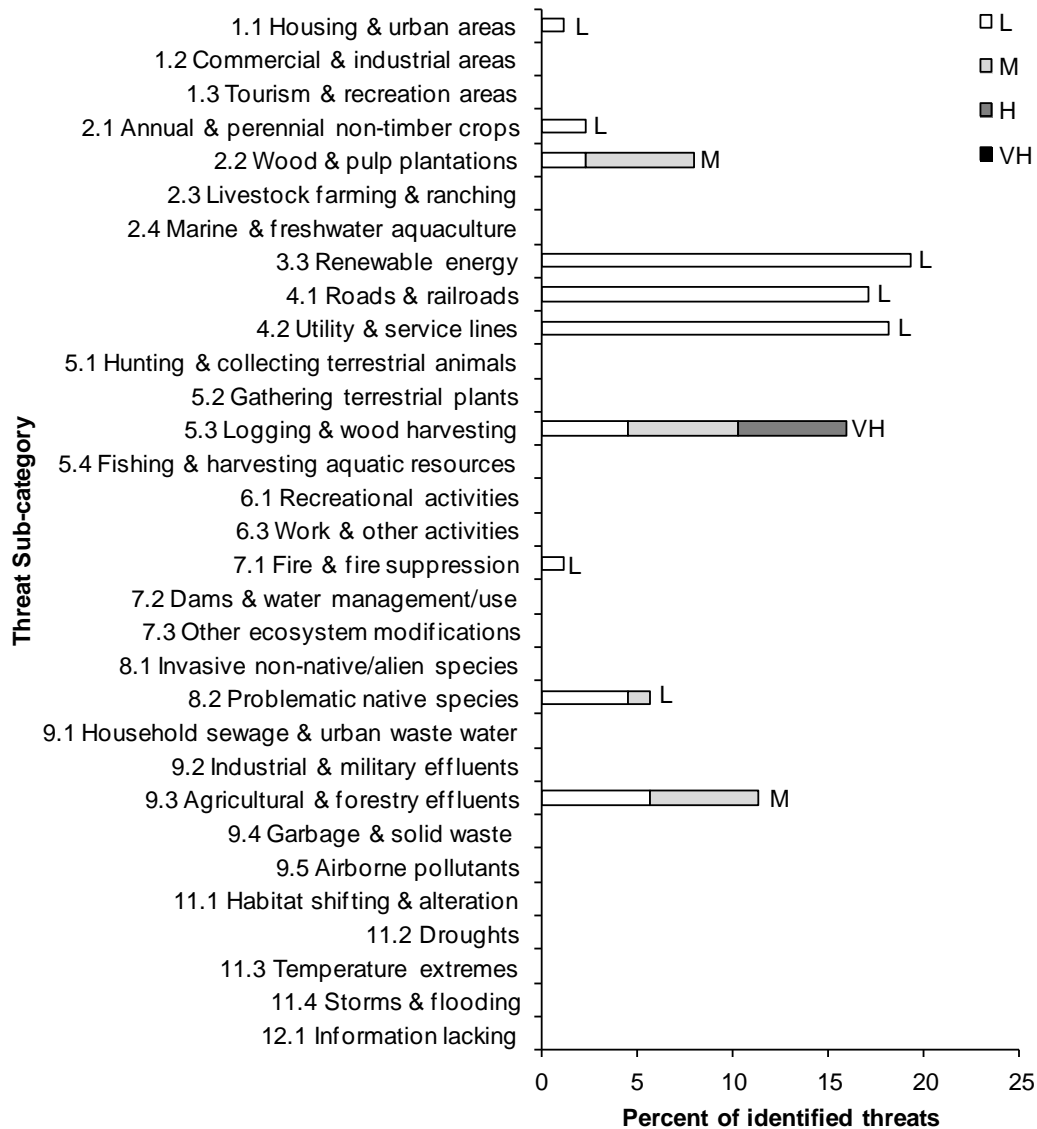 1.1 Housing & urban areas L
1.2 Commercial & industrial areas
1.3 Tourism & recreation areas
2.1 Annual & perennial non-timber crops L
2.2 Wood & pulp plantations M
2.3 Livestock farming & ranching
2.4 Marine & freshwater aquaculture
3.3 Renewable energy L
4.1 Roads & railroads L
4.2 Utility & service lines L
5.1 Hunting & collecting terrestrial animals
5.2 Gathering terrestrial plants
5.3 Logging & wood harvesting VH
5.4 Fishing & harvesting aquatic resources
6.1 Recreational activities
6.3 Work & other activities
7.1 Fire & fire suppression L
7.2 Dams & water management/use
7.3 Other ecosystem modifications
8.1 Invasive non-native/alien species
8.2 Problematic native species L
9.1 Household sewage & urban waste water
9.2 Industrial & military effluents
9.3 Agricultural & forestry effluents M
9.4 Garbage & solid waste
9.5 Airborne pollutants
11.1 Habitat shifting & alteration
11.2 Droughts
11.3 Temperature extremes
11.4 Storms & flooding
12.1 Information lacking
Threat Sub-category
0 5 10 15 20 25
Percent of identified threats
L
M
H
VH